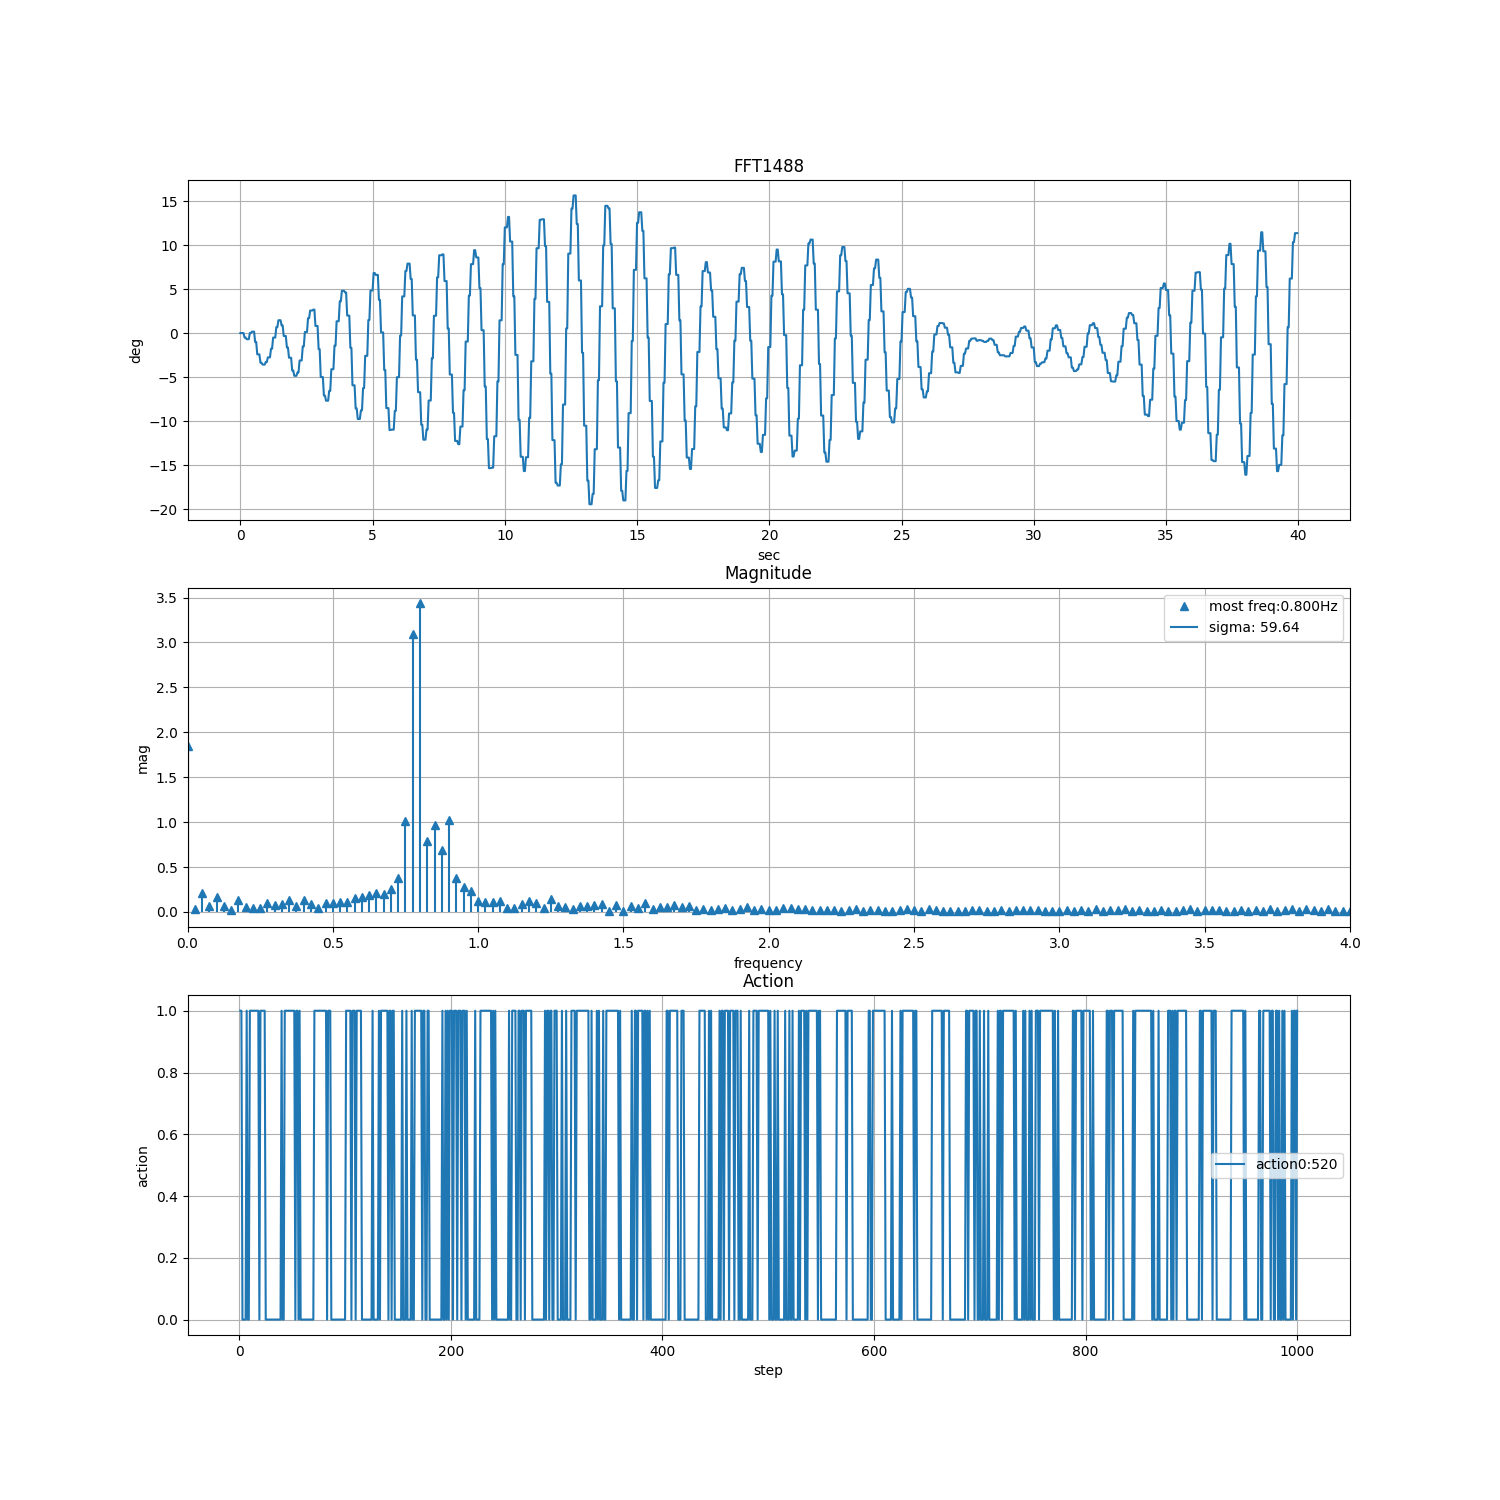 FFT1488
15
10
5
0
−5
−10
−15
−20
deg
0 5 10 15 20 25 30 35 40
sec
Magnitude
3.5
3.0
2.5
2.0
1.5
1.0
0.5
0.0
mag
most freq:0.800Hz
sigma: 59.64
0.0 0.5 1.0 1.5 2.0 2.5 3.0 3.5 4.0
frequency
Action
1.0
0.8
0.6
0.4
0.2
0.0
action
action0:520
0 200 400 600 800 1000
step